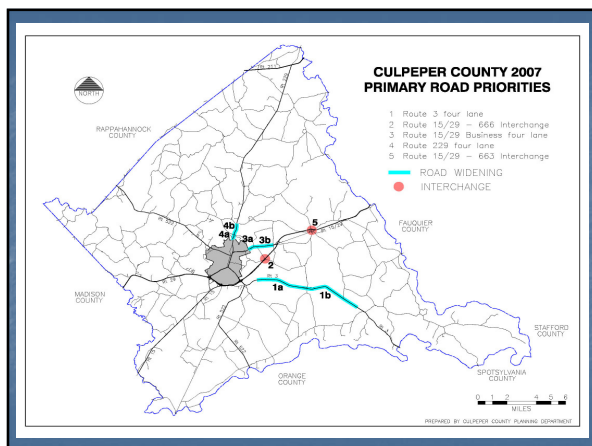 CULPEPER COUNTY 2007
PRIMARY ROAD PRIORITIES
1 Route 3 four lane
2 Route 15/29 - 666 Interchange
3 Route 15/29 Business four lane
4 Route 229 four lane
5 Route 15/29 - 663 Interchange
ROAD WIDENING
INTERCHANGE
NORTH
RAPPAHANNOCK
COUNTY
FAUQUIER
COUNTY
4b
4a
3a
3b
5
2
Rt. 3
1a
1b
MADISON
COUNTY
ORANGE
COUNTY
STAFFORD
COUNTY
SPOTSYLVANIA
COUNTY
0 1 2 4 5 6
MILES
PREPARED BY CULPEPER COUNTY PLANNING DEPARTMENT